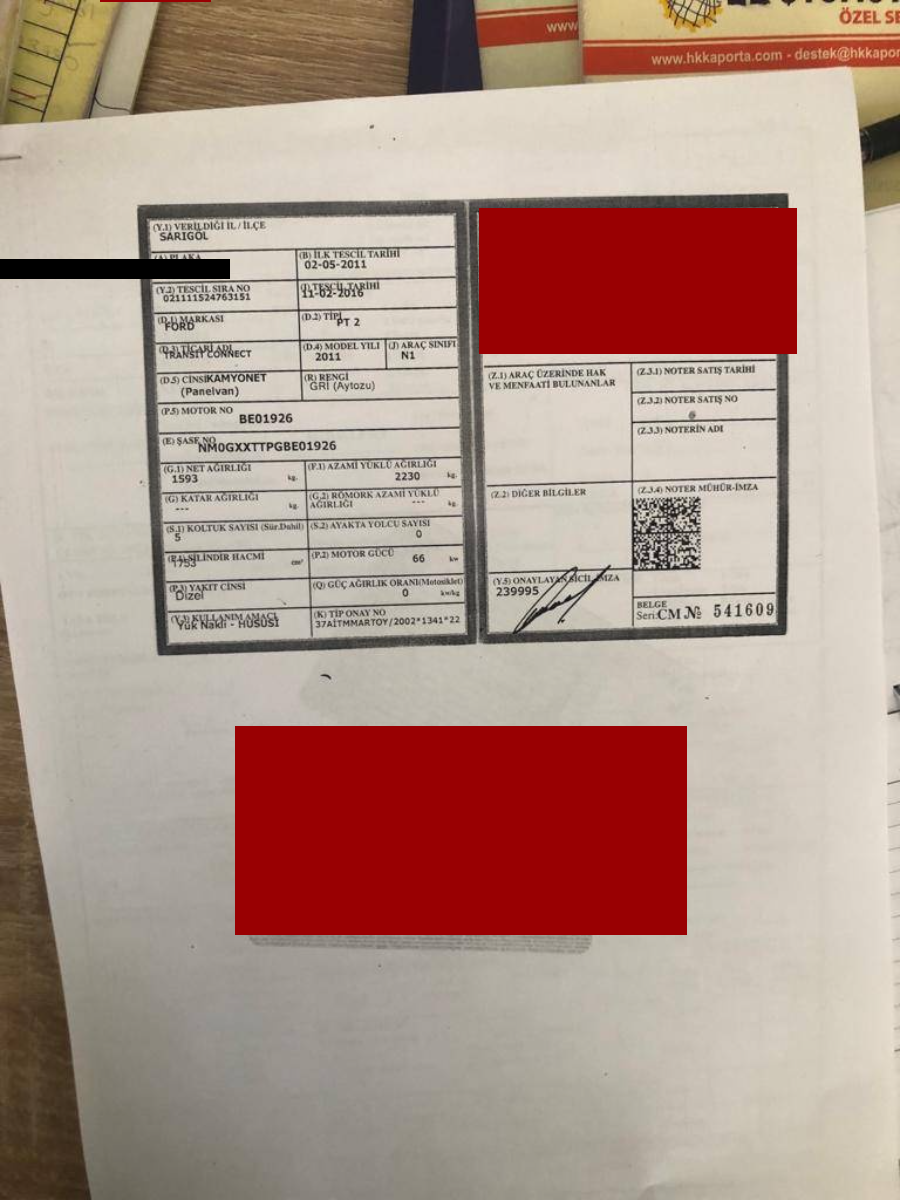 ÖZEL SE
www.
www.hkkaporta.com - destek@hkkapor
(Y.1) VERİLDİĞİ İL / İLÇE
SARIGÖL
(A) PLAKA
(B) İLK TESCİL TARİHİ
02-05-2011
(Y.2) TESCİL SIRA NO
021111524763151
(I) TESCİL TARİHİ
11-02-2016
(D.1) MARKASI
FORD
(D.2) TİPİ
PT 2
(D.3) TİCARİ ADI
TRANSIT CONNECT
(D.4) MODEL YILI
2011
(J) ARAÇ SINIFI
N1
(D.5) CİNSİ KAMYONET
(Panelvan)
(R) RENGİ
GRI (Aytozu)
(P.5) MOTOR NO
BE01926
(E) ŞASE NO
NM0GXXTTPGBE01926
(G.1) NET AĞIRLIĞI
1593 kg.
(F.1) AZAMİ YÜKLÜ AĞIRLIĞI
2230 kg.
(G) KATAR AĞIRLIĞI
--- kg.
(G.2) RÖMORK AZAMİ YÜKLÜ
AĞIRLIĞI --- kg.
(S.1) KOLTUK SAYISI (Sür.Dahil)
5
(S.2) AYAKTA YOLCU SAYISI
0
(P.1) SİLİNDİR HACMİ
1753 cm³
(P.2) MOTOR GÜCÜ
66 kw
(P.3) YAKIT CİNSİ
Dizel
(Q) GÜÇ AĞIRLIK ORANI(Motosiklet)
0 kw/kg
(Y.3) KULLANIM AMACI
Yük Nakli - HUSUSİ
(K) TİP ONAY NO
37AİTMMARTOY/2002*1341*22
(Z.1) ARAÇ ÜZERİNDE HAK
VE MENFAATİ BULUNANLAR
(Z.3.1) NOTER SATIŞ TARİHİ
(Z.3.2) NOTER SATIŞ NO
(Z.3.3) NOTERİN ADI
(Z.2) DİĞER BİLGİLER
(Z.3.4) NOTER MÜHÜR-İMZA
(Y.5) ONAYLAYAN SİCİL-İMZA
239995
BELGE
Seri:CM № 541609